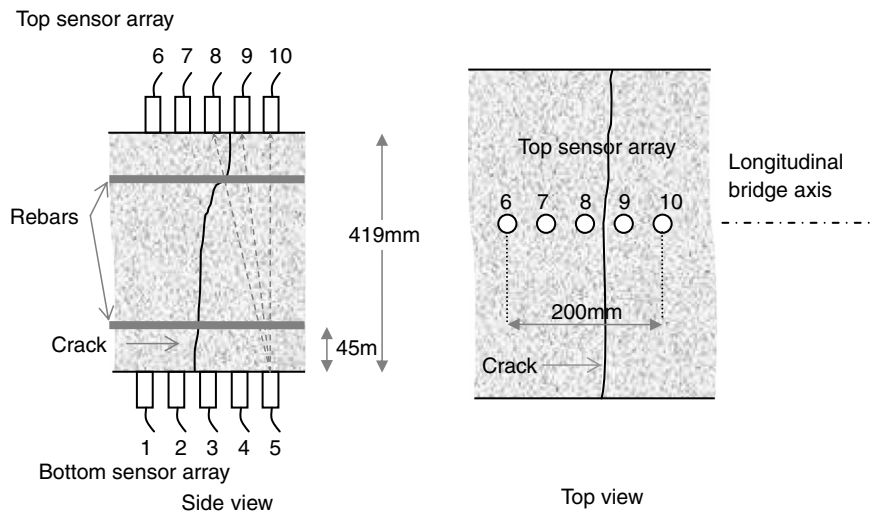 Top sensor array
6 7 8 9 10
Rebars
419mm
Crack
45m
1 2 3 4 5
Bottom sensor array
Side view
Top sensor array
Longitudinal
bridge axis
6 7 8 9 10
200mm
Crack
Top view